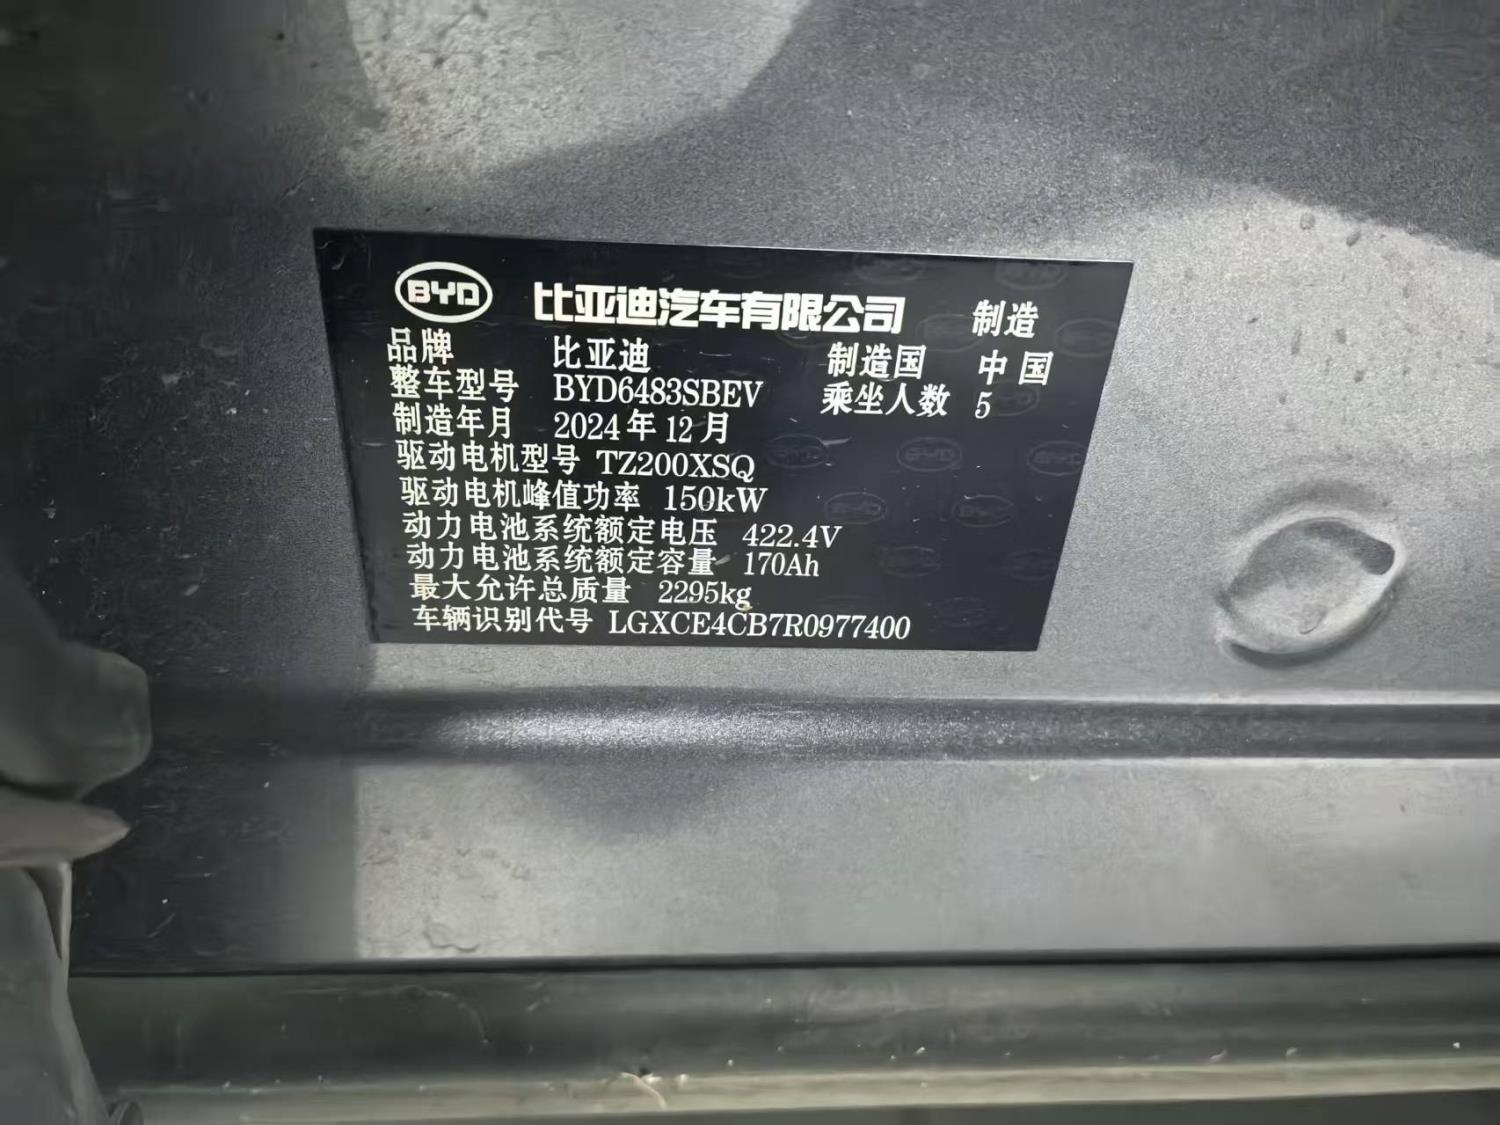 BYD 比亚迪汽车有限公司 制造
品牌 比亚迪 制造国 中国
整车型号 BYD6483SBEV 乘坐人数 5
制造年月 2024年12月
驱动电机型号 TZ200XSQ
驱动电机峰值功率 150kW
动力电池系统额定电压 422.4V
动力电池系统额定容量 170Ah
最大允许总质量 2295kg
车辆识别代号 LGXCE4CB7R0977400